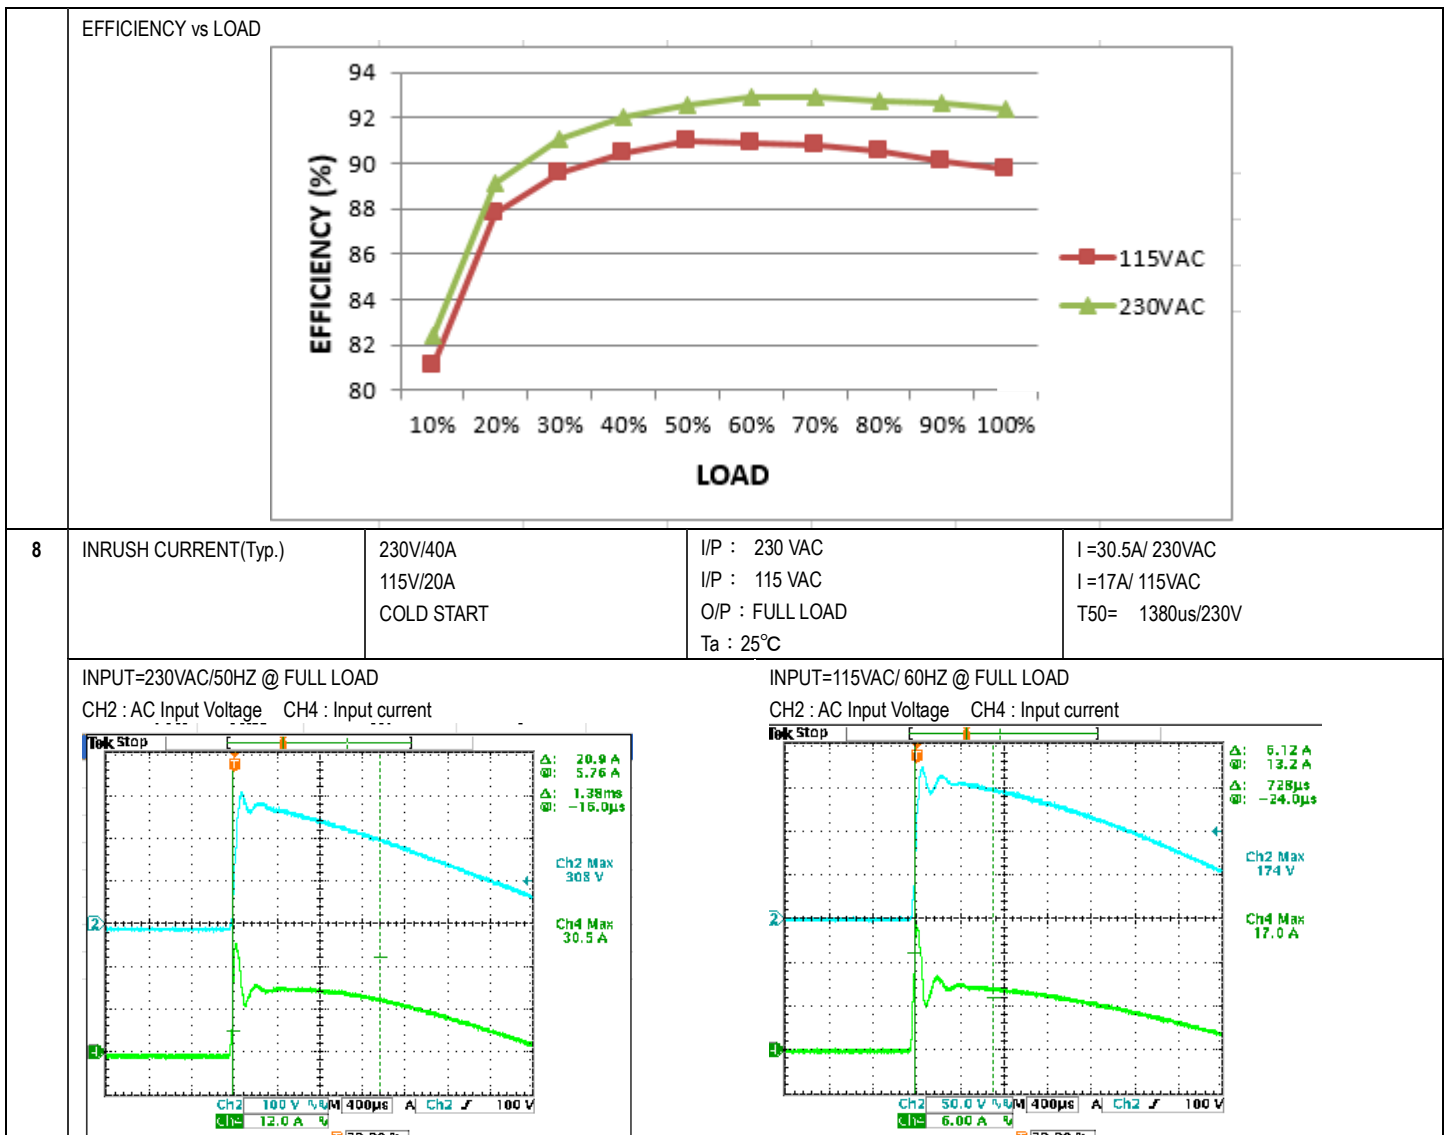 EFFICIENCY vs LOAD
94
92
90
88
86
84
82
80
EFFICIENCY (%)
10% 20% 30% 40% 50% 60% 70% 80% 90% 100%
LOAD
115VAC
230VAC
8
INRUSH CURRENT(Typ.)
230V/40A
115V/20A
COLD START
I/P： 230 VAC
I/P： 115 VAC
O/P：FULL LOAD
Ta：25℃
I =30.5A/ 230VAC
I =17A/ 115VAC
T50= 1380us/230V
INPUT=230VAC/50HZ @ FULL LOAD
CH2 : AC Input Voltage CH4 : Input current
Tek Stop
Δ: 20.9 A
@: 5.76 A
Δ: 1.38ms
@: −16.0μs
Ch2 Max
308 V
Ch4 Max
30.5 A
2
4
Ch2 100 V M 400μs A Ch2 100 V
Ch4 12.0 A
INPUT=115VAC/ 60HZ @ FULL LOAD
CH2 : AC Input Voltage CH4 : Input current
Tek Stop
Δ: 6.12 A
@: 13.2 A
Δ: 728μs
@: −24.0μs
Ch2 Max
174 V
Ch4 Max
17.0 A
2
4
Ch2 50.0 V M 400μs A Ch2 100 V
Ch4 6.00 A